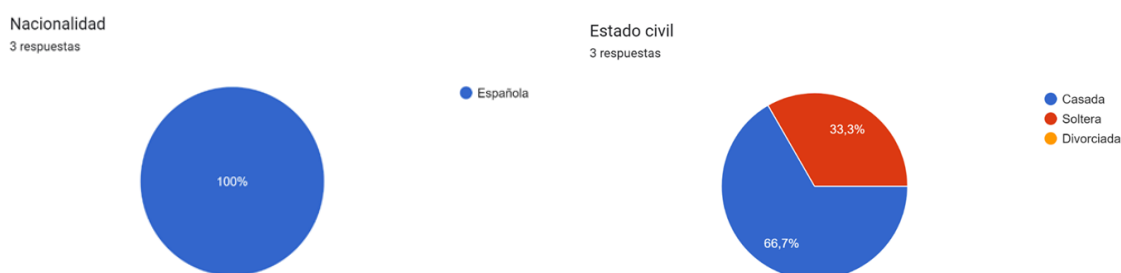 Nacionalidad
3 respuestas
Española
100%
Estado civil
3 respuestas
Casada
Soltera
Divorciada
33,3%
66,7%